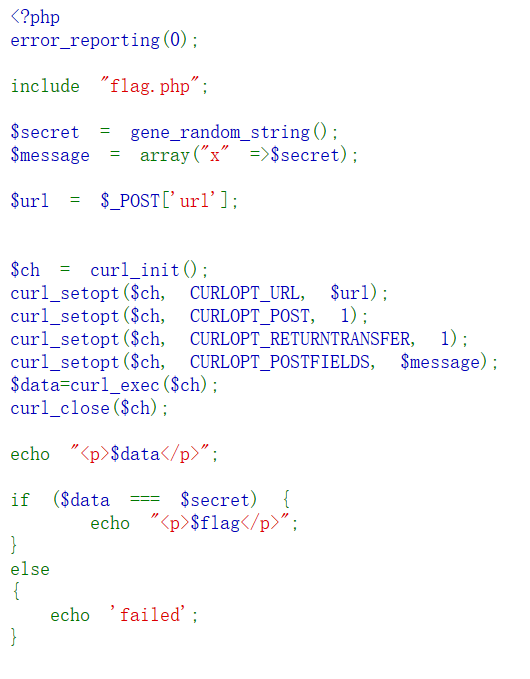 <?php
error_reporting(0);
include "flag.php";
$secret = gene_random_string();
$message = array("x" =>$secret);
$url = $_POST['url'];
$ch = curl_init();
curl_setopt($ch, CURLOPT_URL, $url);
curl_setopt($ch, CURLOPT_POST, 1);
curl_setopt($ch, CURLOPT_RETURNTRANSFER, 1);
curl_setopt($ch, CURLOPT_POSTFIELDS, $message);
$data=curl_exec($ch);
curl_close($ch);
echo "<p>$data</p>";
if ($data === $secret) {
echo "<p>$flag</p>";
}
else
{
echo 'failed';
}